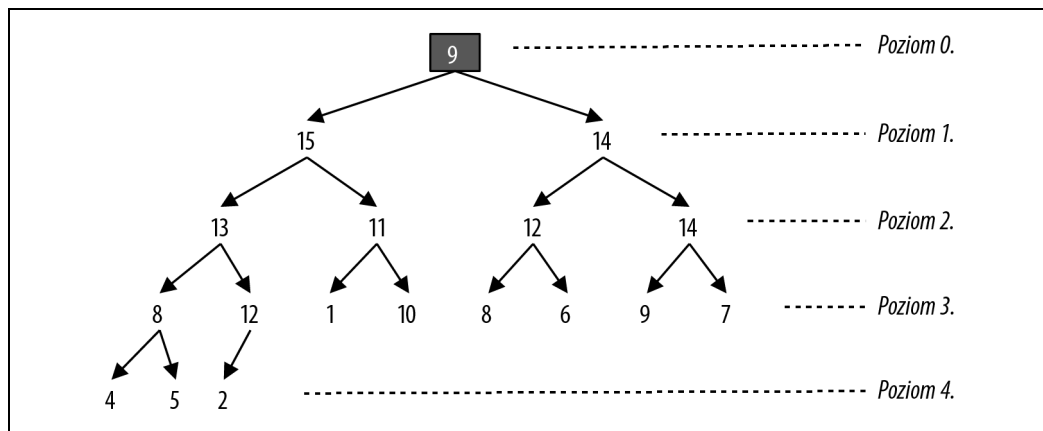 9 Poziom 0.
15 14 Poziom 1.
13 11 12 14 Poziom 2.
8 12 1 10 8 6 9 7 Poziom 3.
4 5 2 Poziom 4.